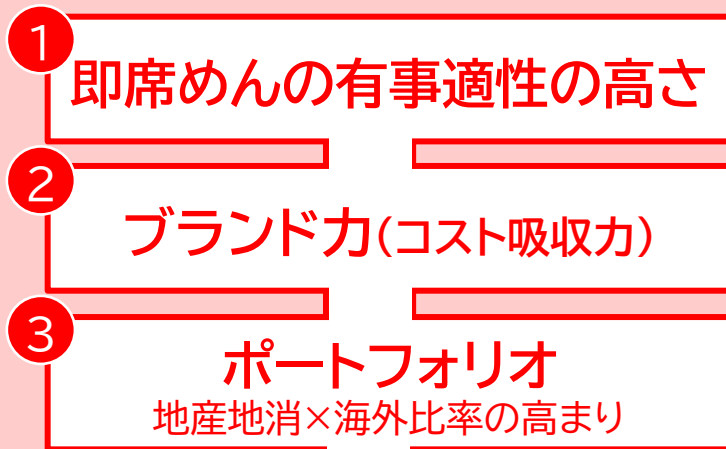 1
即席めんの有事適性の高さ
2
ブランド力(コスト吸収力)
3
ポートフォリオ
地産地消×海外比率の高まり